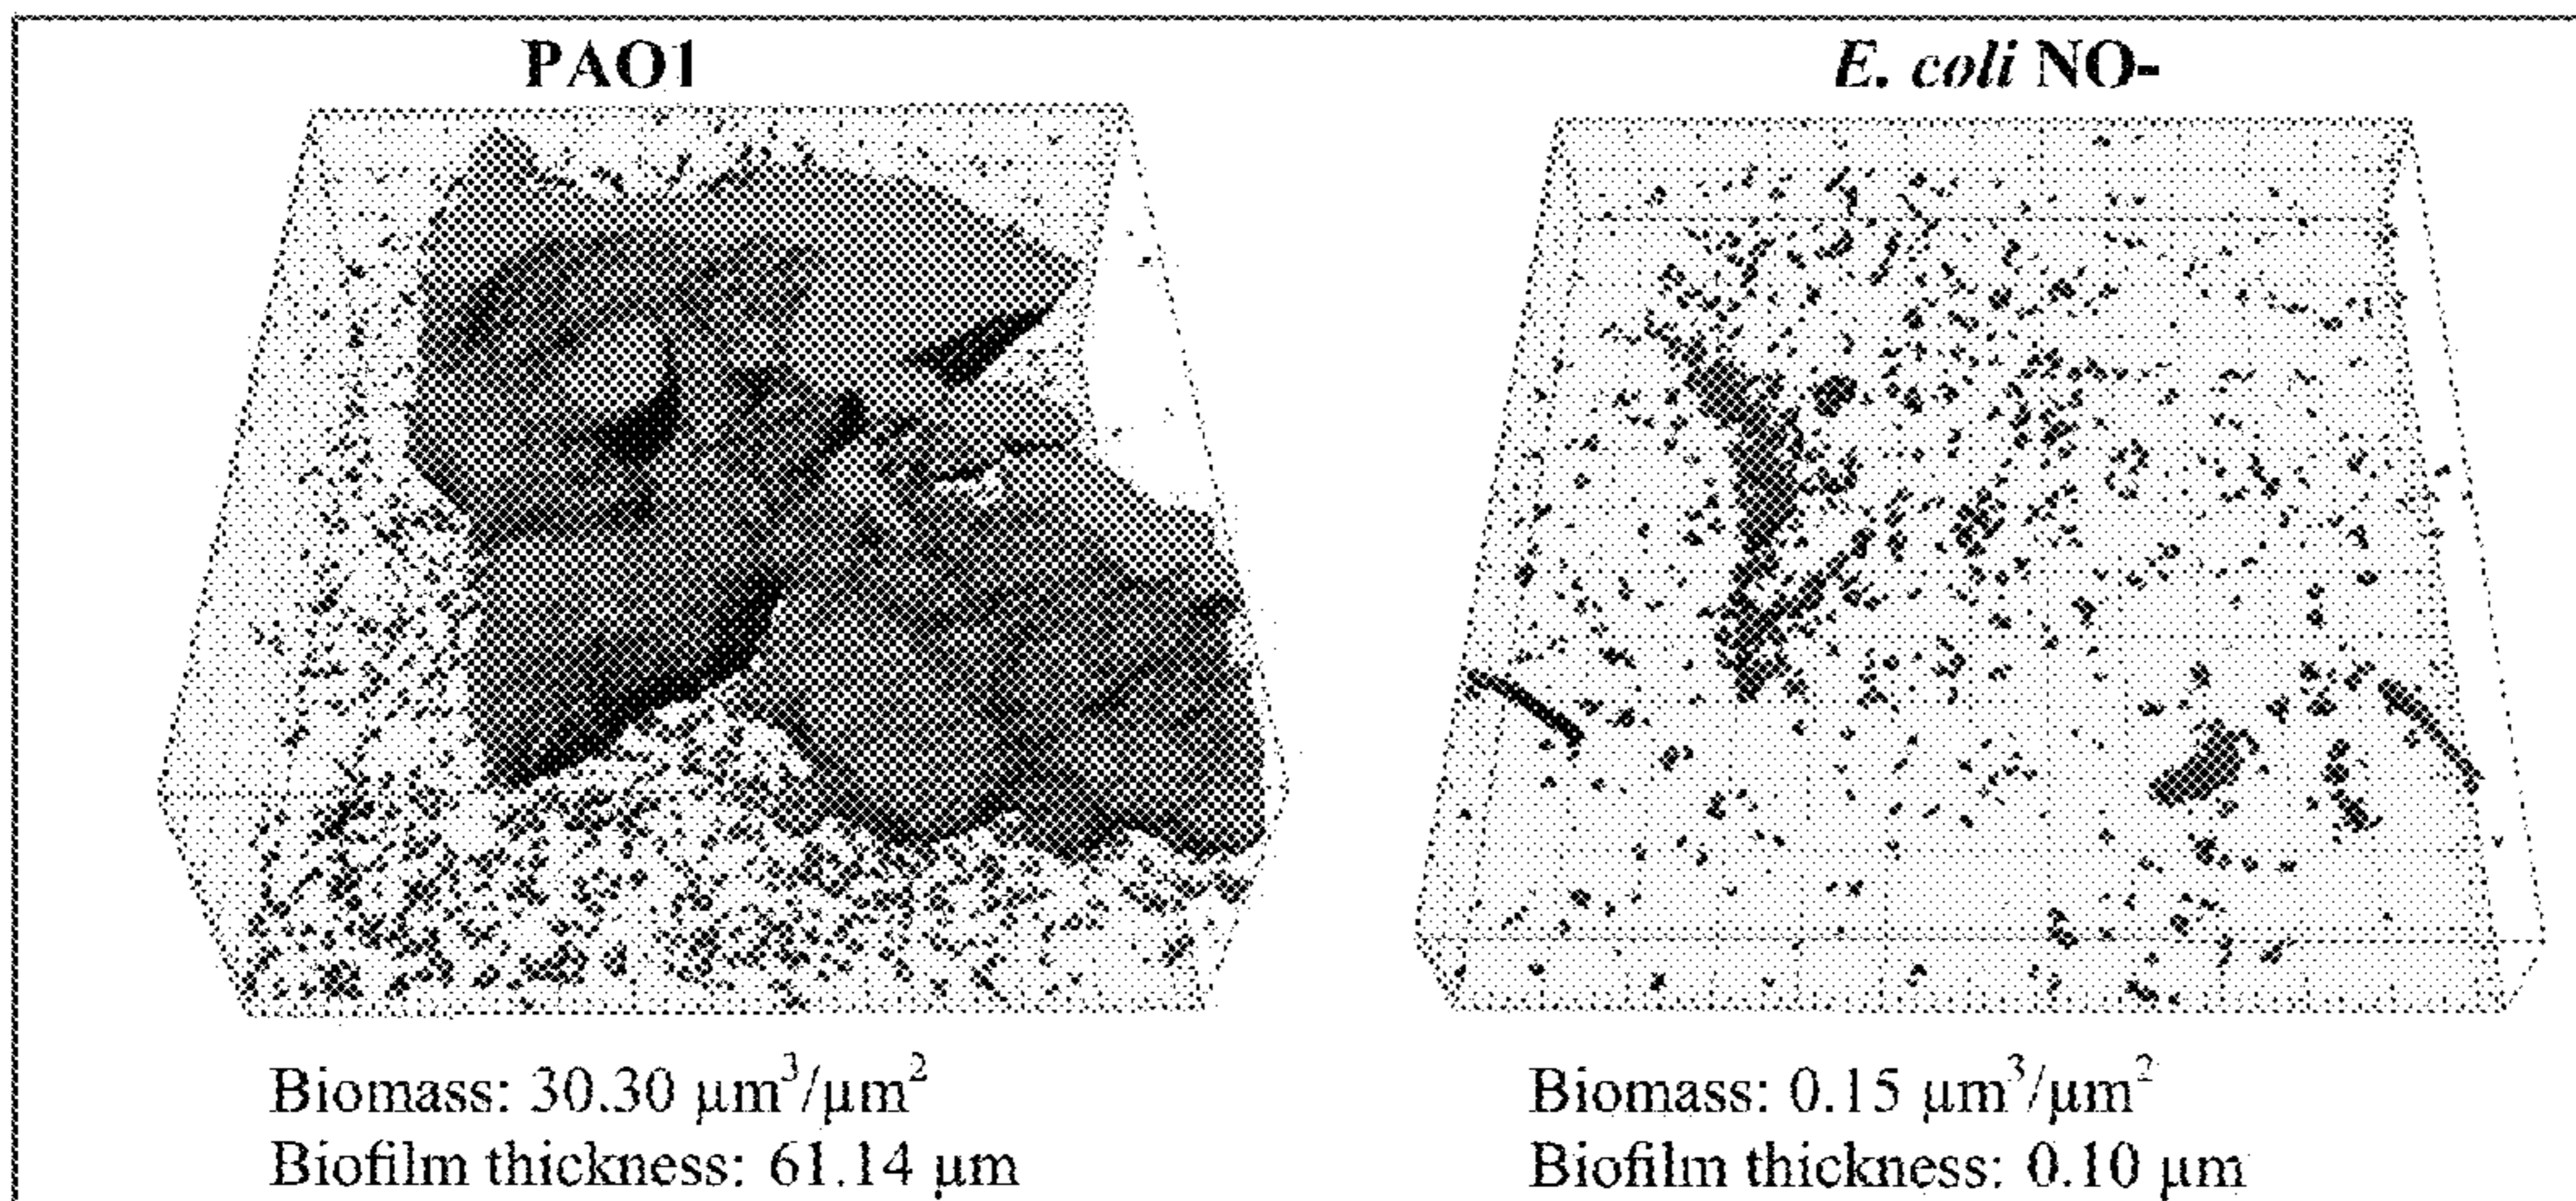 PAO1
E. coli NO-
Biomass: 30.30 μm³/μm²
Biofilm thickness: 61.14 μm
Biomass: 0.15 μm³/μm²
Biofilm thickness: 0.10 μm